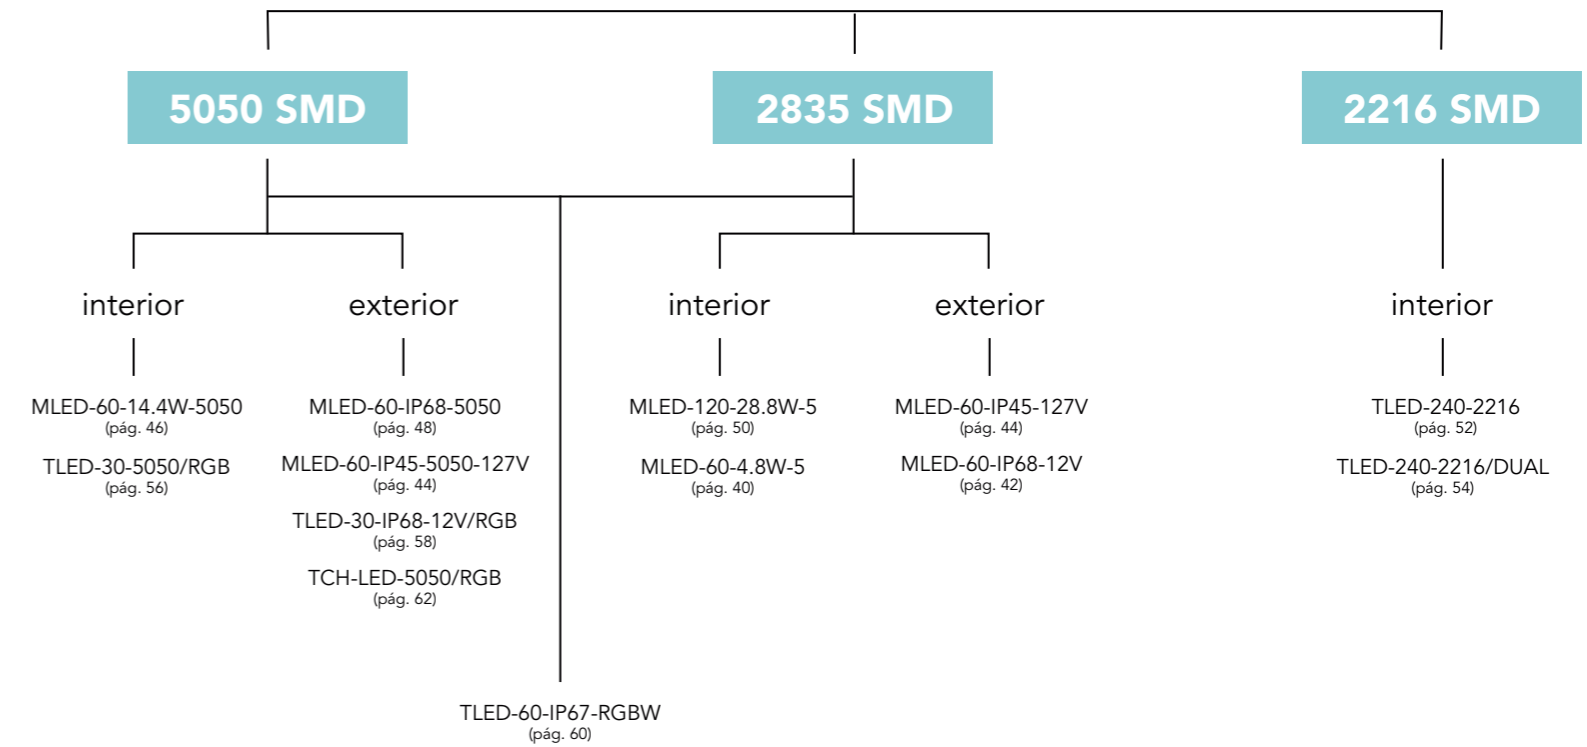 5050 SMD
2835 SMD
2216 SMD
interior
exterior
interior
exterior
interior
MLED-60-14.4W-5050
(pág. 46)
TLED-30-5050/RGB
(pág. 56)
MLED-60-IP68-5050
(pág. 48)
MLED-60-IP45-5050-127V
(pág. 44)
TLED-30-IP68-12V/RGB
(pág. 58)
TCH-LED-5050/RGB
(pág. 62)
MLED-120-28.8W-5
(pág. 50)
MLED-60-4.8W-5
(pág. 40)
MLED-60-IP45-127V
(pág. 44)
MLED-60-IP68-12V
(pág. 42)
TLED-240-2216
(pág. 52)
TLED-240-2216/DUAL
(pág. 54)
TLED-60-IP67-RGBW
(pág. 60)